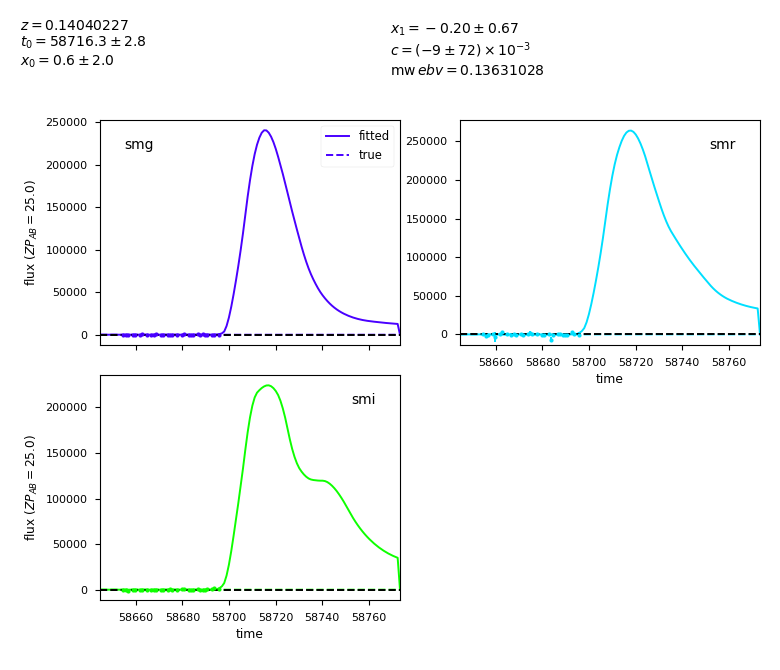 z = 0.14040227
t₀ = 58716.3 ± 2.8
x₀ = 0.6 ± 2.0
x₁ = −0.20 ± 0.67
c = (−9 ± 72) × 10⁻³
mw ebv = 0.13631028
smg
fitted
true
250000
200000
150000
100000
50000
0
flux (ZP_AB = 25.0)
smr
250000
200000
150000
100000
50000
0
58660 58680 58700 58720 58740 58760
time
smi
200000
150000
100000
50000
0
flux (ZP_AB = 25.0)
58660 58680 58700 58720 58740 58760
time